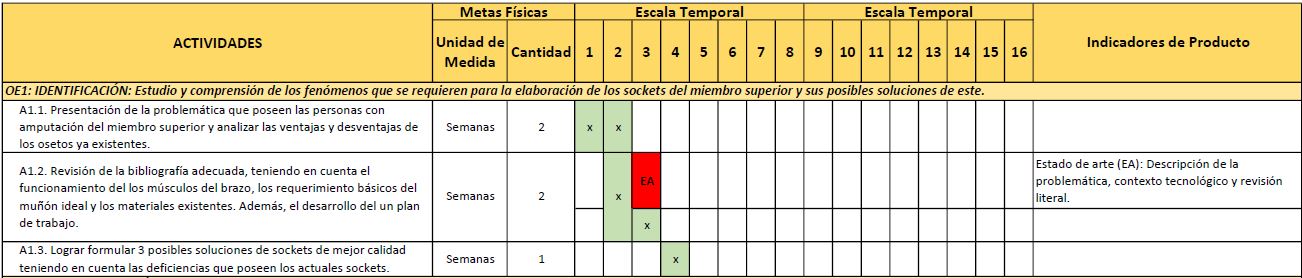 ACTIVIDADES
Metas Físicas
Escala Temporal
Escala Temporal
Indicadores de Producto
Unidad de
Medida
Cantidad
1 2 3 4 5 6 7 8 9 10 11 12 13 14 15 16
OE1: IDENTIFICACIÓN: Estudio y comprensión de los fenómenos que se requieren para la elaboración de los sockets del miembro superior y sus posibles soluciones de este.
A1.1. Presentación de la problemática que poseen las personas con
amputación del miembro superior y analizar las ventajas y desventajas de
los osetos ya existentes.
Semanas
2
x x
A1.2. Revisión de la bibliografía adecuada, teniendo en cuenta el
funcionamiento del los músculos del brazo, los requerimiento básicos del
muñón ideal y los materiales existentes. Además, el desarrollo del un plan
de trabajo.
Semanas
2
x
EA
x
Estado de arte (EA): Descripción de la
problemática, contexto tecnológico y revisión
literal.
A1.3. Lograr formular 3 posibles soluciones de sockets de mejor calidad
teniendo en cuenta las deficiencias que poseen los actuales sockets.
Semanas
1
x